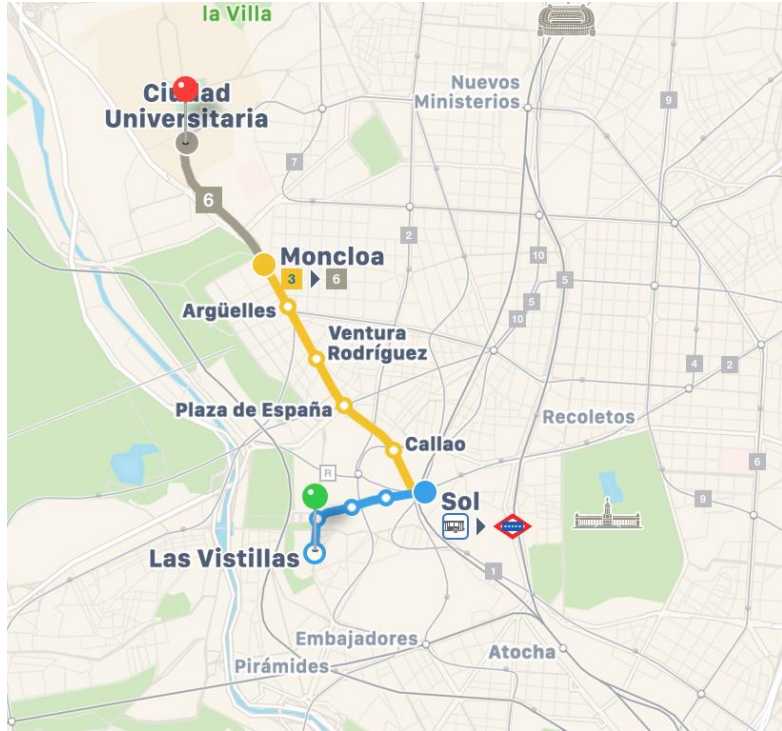 la Villa
Ciudad
Universitaria
Nuevos
Ministerios
9
7
6
2
10
5
Moncloa
3 6
Argüelles
5
10
Ventura
Rodríguez
4
2
Plaza de España
Recoletos
Callao
6
R
9
Sol
Las Vistillas
1
Embajadores
Atocha
Pirámides